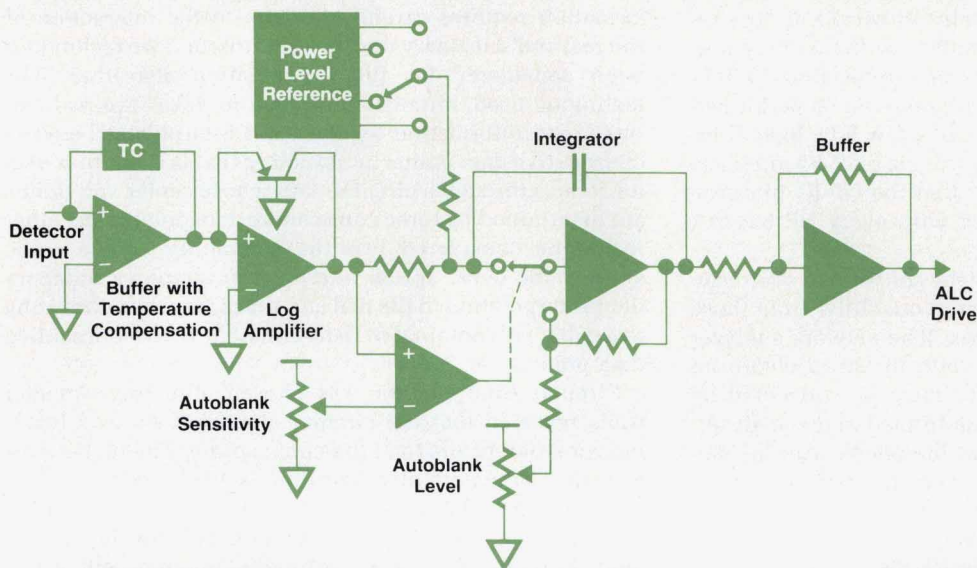 Power
Level
Reference
TC
Integrator
Buffer
+
−
Detector
Input
Buffer with
Temperature
Compensation
+
−
Log
Amplifier
+
−
+
−
ALC
Drive
+
−
Autoblank
Sensitivity
Autoblank
Level